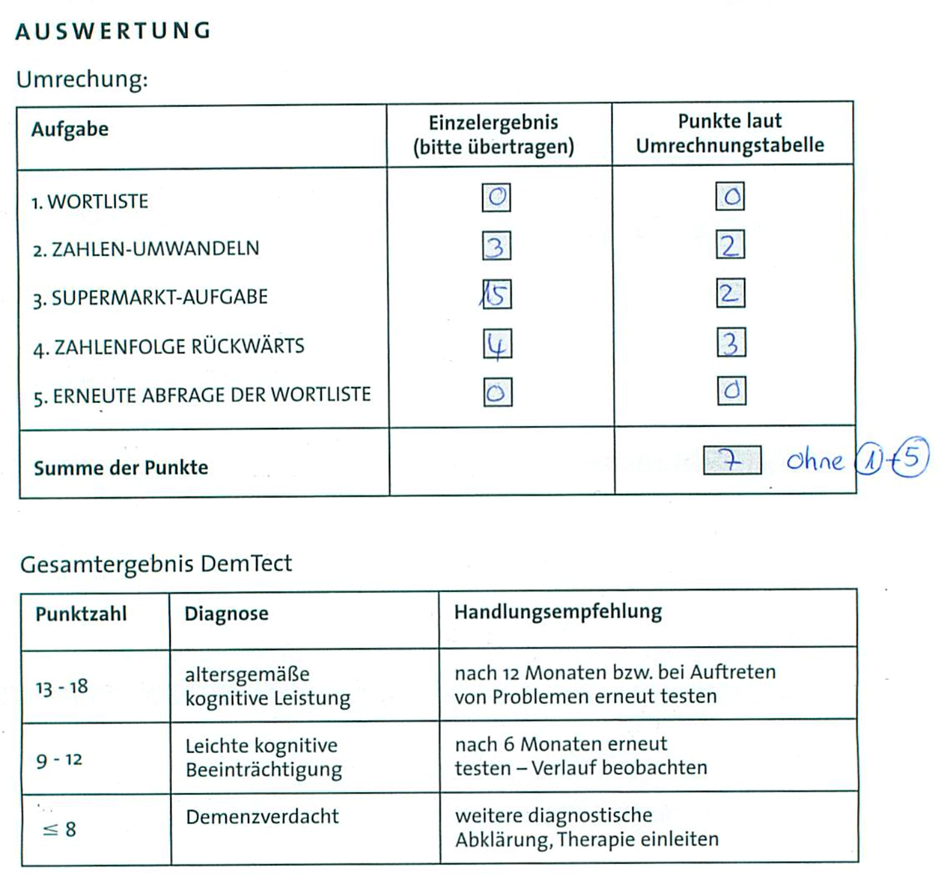 AUSWERTUNG
Umrechung:
Aufgabe Einzelergebnis (bitte übertragen) Punkte laut Umrechnungstabelle
1. WORTLISTE 0 0
2. ZAHLEN-UMWANDELN 3 2
3. SUPERMARKT-AUFGABE 15 2
4. ZAHLENFOLGE RÜCKWÄRTS 4 3
5. ERNEUTE ABFRAGE DER WORTLISTE 0 0
Summe der Punkte 7 ohne 1+5
Gesamtergebnis DemTect
Punktzahl Diagnose Handlungsempfehlung
13 - 18 altersgemäße kognitive Leistung nach 12 Monaten bzw. bei Auftreten von Problemen erneut testen
9 - 12 Leichte kognitive Beeinträchtigung nach 6 Monaten erneut testen – Verlauf beobachten
≤ 8 Demenzverdacht weitere diagnostische Abklärung, Therapie einleiten